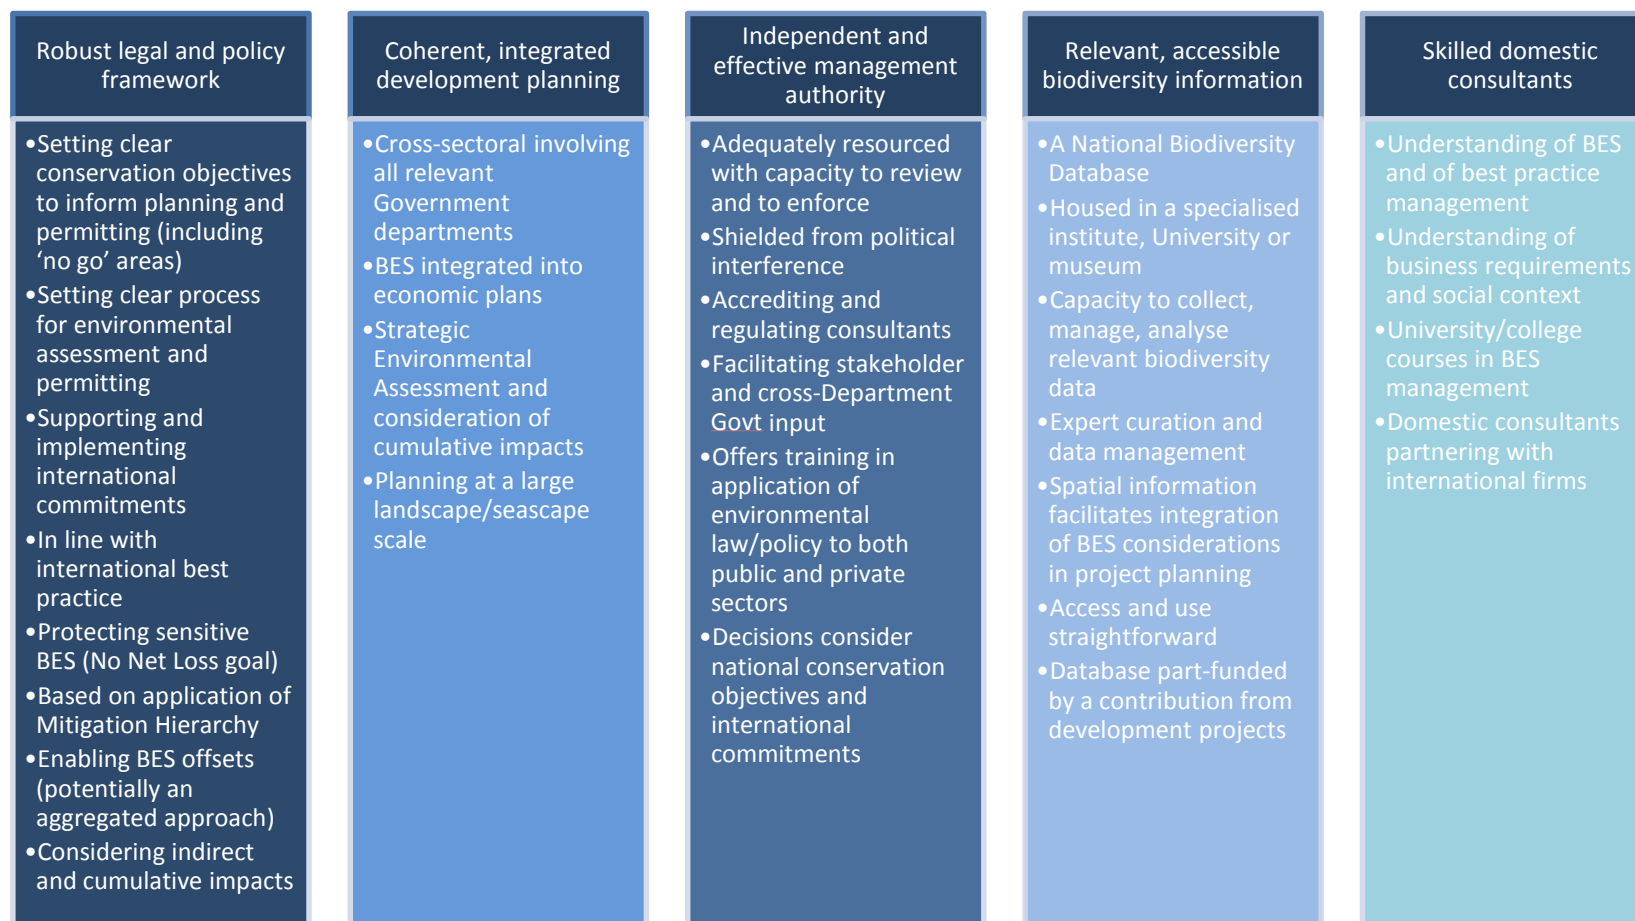 Robust legal and policy
framework
•Setting clear
conservation objectives
to inform planning and
permitting (including
‘no go’ areas)
•Setting clear process
for environmental
assessment and
permitting
•Supporting and
implementing
international
commitments
•In line with
international best
practice
•Protecting sensitive
BES (No Net Loss goal)
•Based on application of
Mitigation Hierarchy
•Enabling BES offsets
(potentially an
aggregated approach)
•Considering indirect
and cumulative impacts
Coherent, integrated
development planning
•Cross-sectoral involving
all relevant
Government
departments
•BES integrated into
economic plans
•Strategic
Environmental
Assessment and
consideration of
cumulative impacts
•Planning at a large
landscape/seascape
scale
Independent and
effective management
authority
•Adequately resourced
with capacity to review
and to enforce
•Shielded from political
interference
•Accrediting and
regulating consultants
•Facilitating stakeholder
and cross-Department
Govt input
•Offers training in
application of
environmental
law/policy to both
public and private
sectors
•Decisions consider
national conservation
objectives and
international
commitments
Relevant, accessible
biodiversity information
•A National Biodiversity
Database
•Housed in a specialised
institute, University or
museum
•Capacity to collect,
manage, analyse
relevant biodiversity
data
•Expert curation and
data management
•Spatial information
facilitates integration
of BES considerations
in project planning
•Access and use
straightforward
•Database part-funded
by a contribution from
development projects
Skilled domestic
consultants
•Understanding of BES
and of best practice
management
•Understanding of
business requirements
and social context
•University/college
courses in BES
management
•Domestic consultants
partnering with
international firms